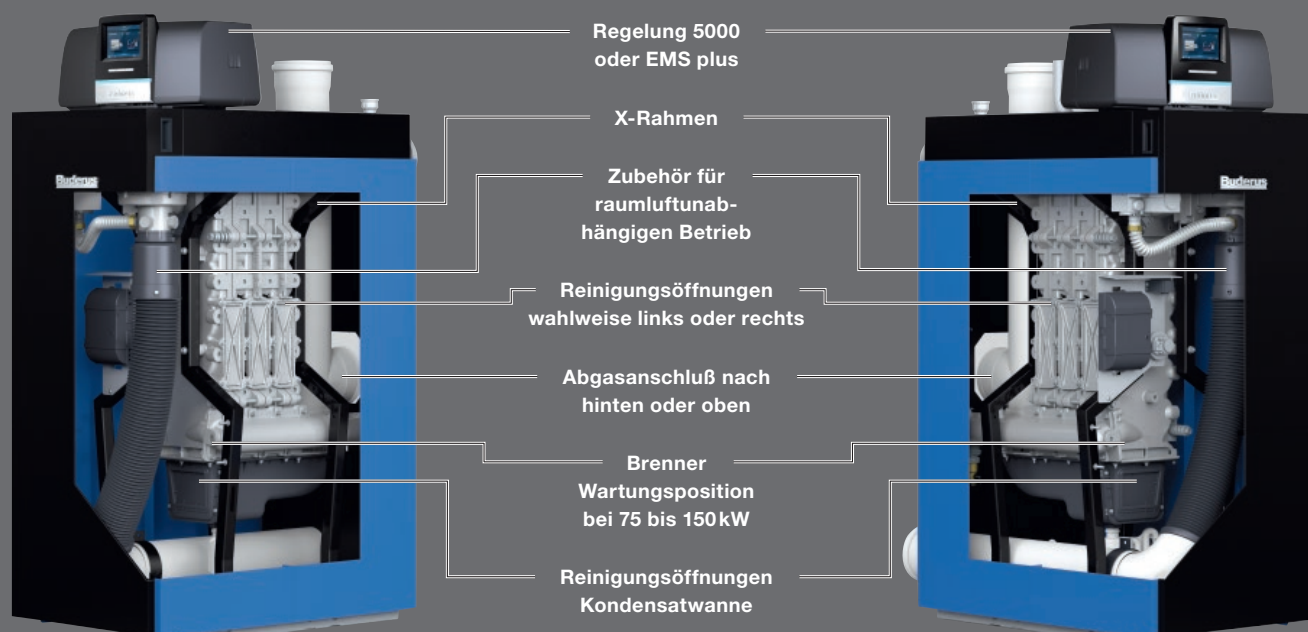 Regelung 5000
oder EMS plus
X-Rahmen
Buderus
Buderus
Zubehör für
raumluftunab-
hängigen Betrieb
Reinigungsöffnungen
wahlweise links oder rechts
Abgasanschluß nach
hinten oder oben
Brenner
Wartungsposition
bei 75 bis 150 kW
Reinigungsöffnungen
Kondensatwanne